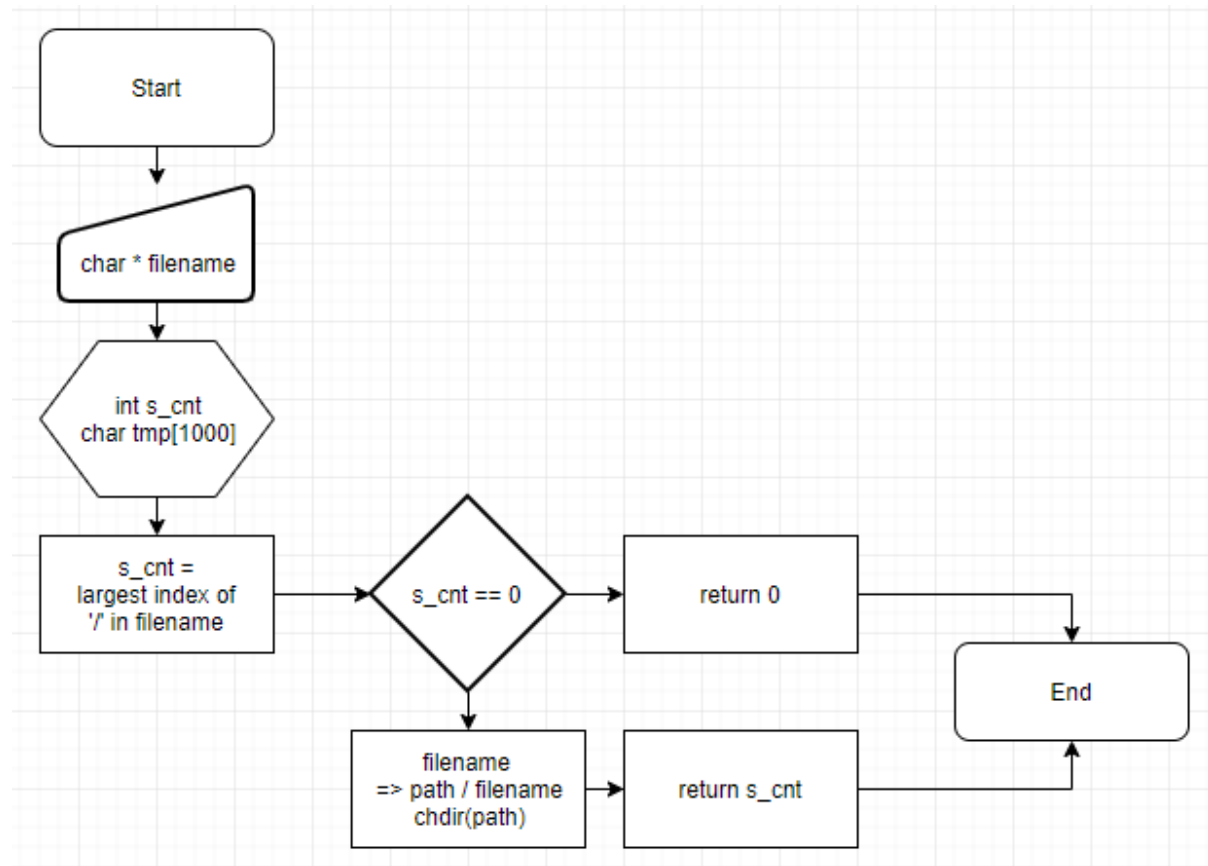 Start
char * filename
int s_cnt
char tmp[1000]
s_cnt =
largest index of
'/' in filename
s_cnt == 0
return 0
End
filename
=> path / filename
chdir(path)
return s_cnt